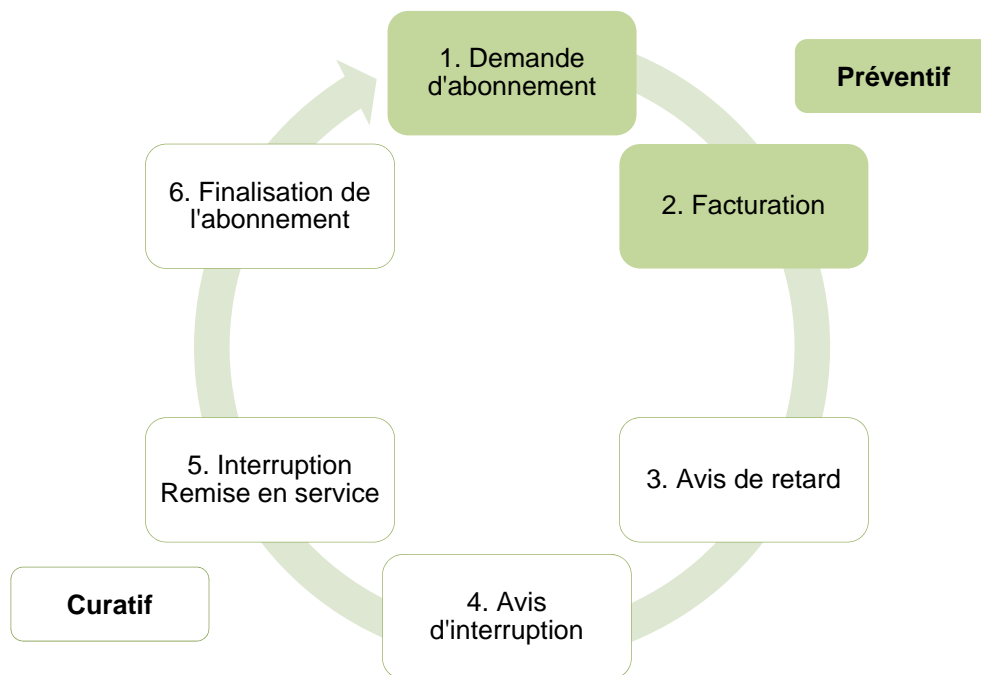 1. Demande
d'abonnement
Préventif
2. Facturation
3. Avis de retard
4. Avis
d'interruption
5. Interruption
Remise en service
6. Finalisation de
l'abonnement
Curatif